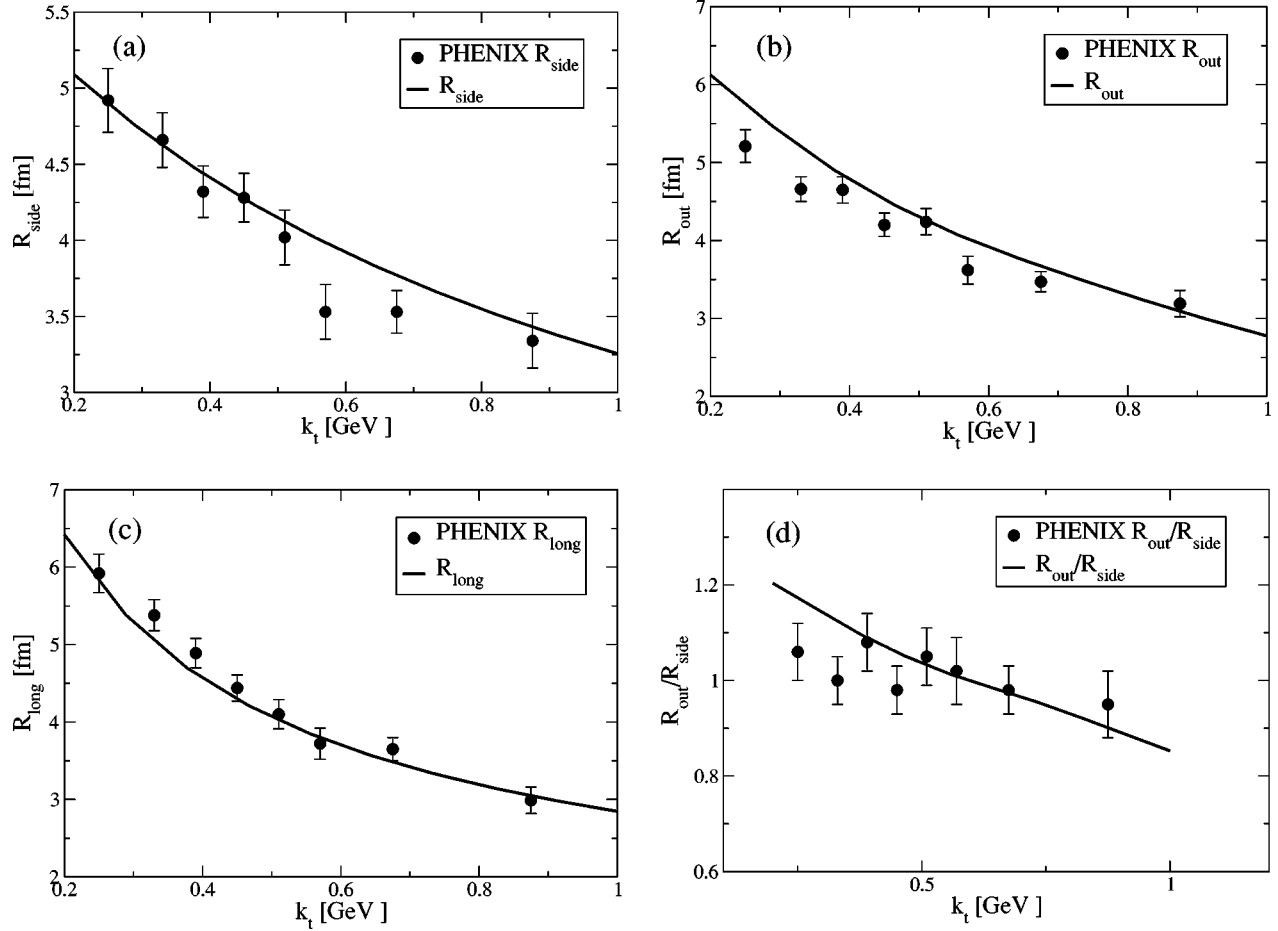 (a)
PHENIX R_side
R_side
R_side [fm]
5.5
5
4.5
4
3.5
3
0.2 0.4 0.6 0.8 1
k_t [GeV ]
(b)
PHENIX R_out
R_out
R_out [fm]
7
6
5
4
3
2
0.2 0.4 0.6 0.8 1
k_t [GeV ]
(c)
PHENIX R_long
R_long
R_long [fm]
7
6
5
4
3
2
0.2 0.4 0.6 0.8 1
k_t [GeV ]
(d)
PHENIX R_out/R_side
R_out/R_side
R_out/R_side
1.2
1
0.8
0.6
0.5 1
k_t [GeV ]